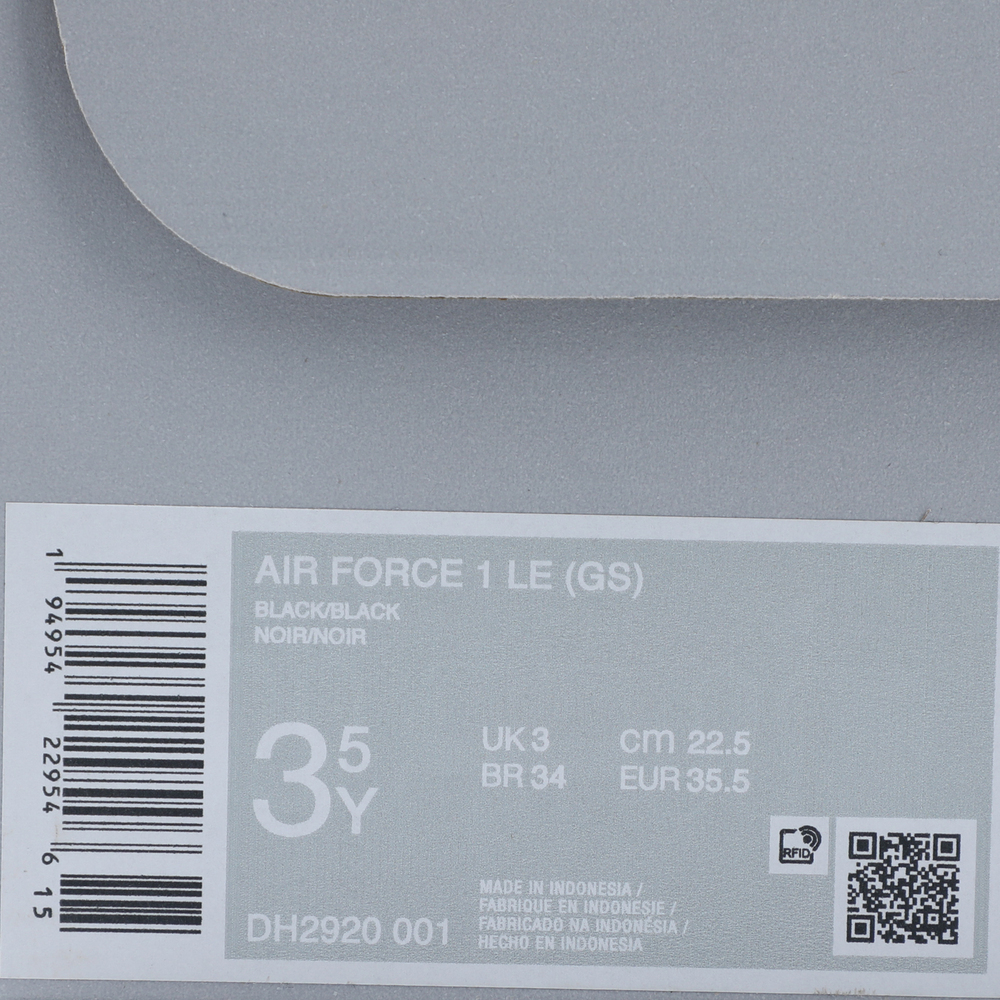 AIR FORCE 1 LE (GS)
BLACK/BLACK
NOIR/NOIR
3 5 Y
UK 3 cm 22.5
BR 34 EUR 35.5
RFID
MADE IN INDONESIA /
FABRIQUE EN INDONESIE /
FABRICADO NA INDONÉSIA /
HECHO EN INDONESIA
DH2920 001
1 94954 22954 6 15